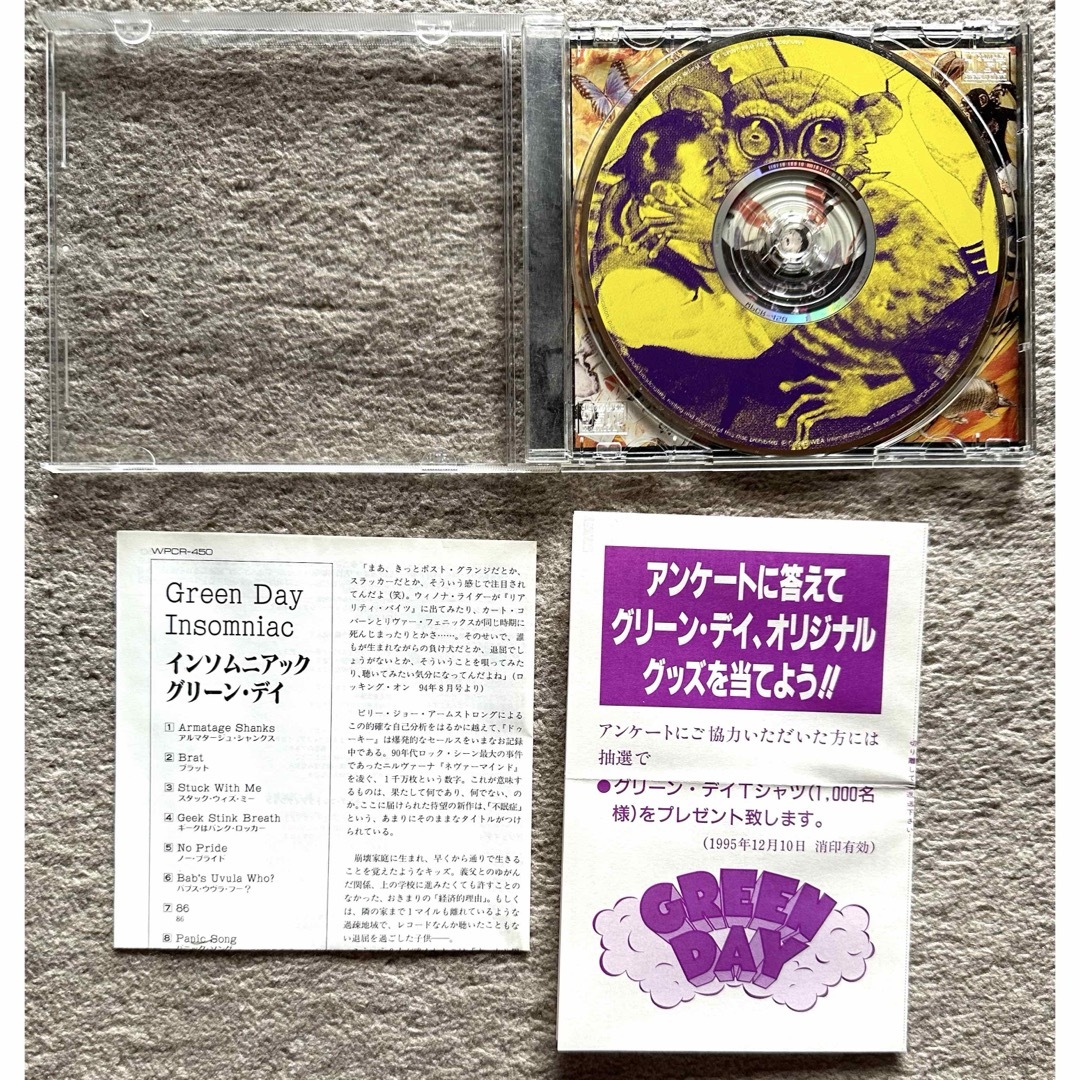 WPCR-450
Green Day
Insomniac
インソムニアック
グリーン・デイ
1 Armatage Shanks
アルマタージュ・シャンクス
2 Brat
ブラット
3 Stuck With Me
スタック・ウィズ・ミー
4 Geek Stink Breath
キークはパンク・ロッカー
5 No Pride
ノー・プライド
6 Bab's Uvula Who?
バブス・ウヴラ・フー?
7 86
86
8 Panic Song
パニック・ソング
「まあ、きっとポスト・グランジだとか、
スラッカーだとか、そういう感じで注目され
てんだよ(笑)。ウィノナ・ライダーが『リア
リティ・バイツ』に出てみたり、カート・コ
バーンとリヴァー・フェニックスが同じ時期に
死んじまったりとかさ……。そのせいで、誰
もが生まれながらの負け犬だとか、退屈でし
ょうがないとか、そういうことを唄ってみた
り、聴いてみたい気分になってんだよね」(ロ
ッキング・オン 94年8月号より)
ビリー・ジョー・アームストロングによる
この的確な自己分析をはるかに越えて、「ドゥ
ーキー」は爆発的なセールスをいまなお記録
中である。90年代ロック・シーン最大の事件
であったニルヴァーナ『ネヴァーマインド』
を凌ぐ、1千万枚という数字。これが意味す
るものは、果たして何であり、何でない、の
か。ここに届けられた待望の新作は、「不眠症」
という、あまりにそのままなタイトルがつけ
られている。
崩壊家庭に生まれ、早くから通りで生きる
ことを覚えたようなキッズ。義父とのゆがん
だ関係、上の学校に進みたくても許すことの
なかった、おきまりの「経済的理由」。もしく
は、隣の家まで1マイルも離れているような
過疎地域で、レコードなんか聴いたこともな
い退屈を過ごした子供――。
アンケートに答えて
グリーン・デイ、オリジナル
グッズを当てよう!!
アンケートにご協力いただいた方には
抽選で
●グリーン・デイTシャツ(1,000名
様)をプレゼント致します。
(1995年12月10日 消印有効)
GREEN
DAY